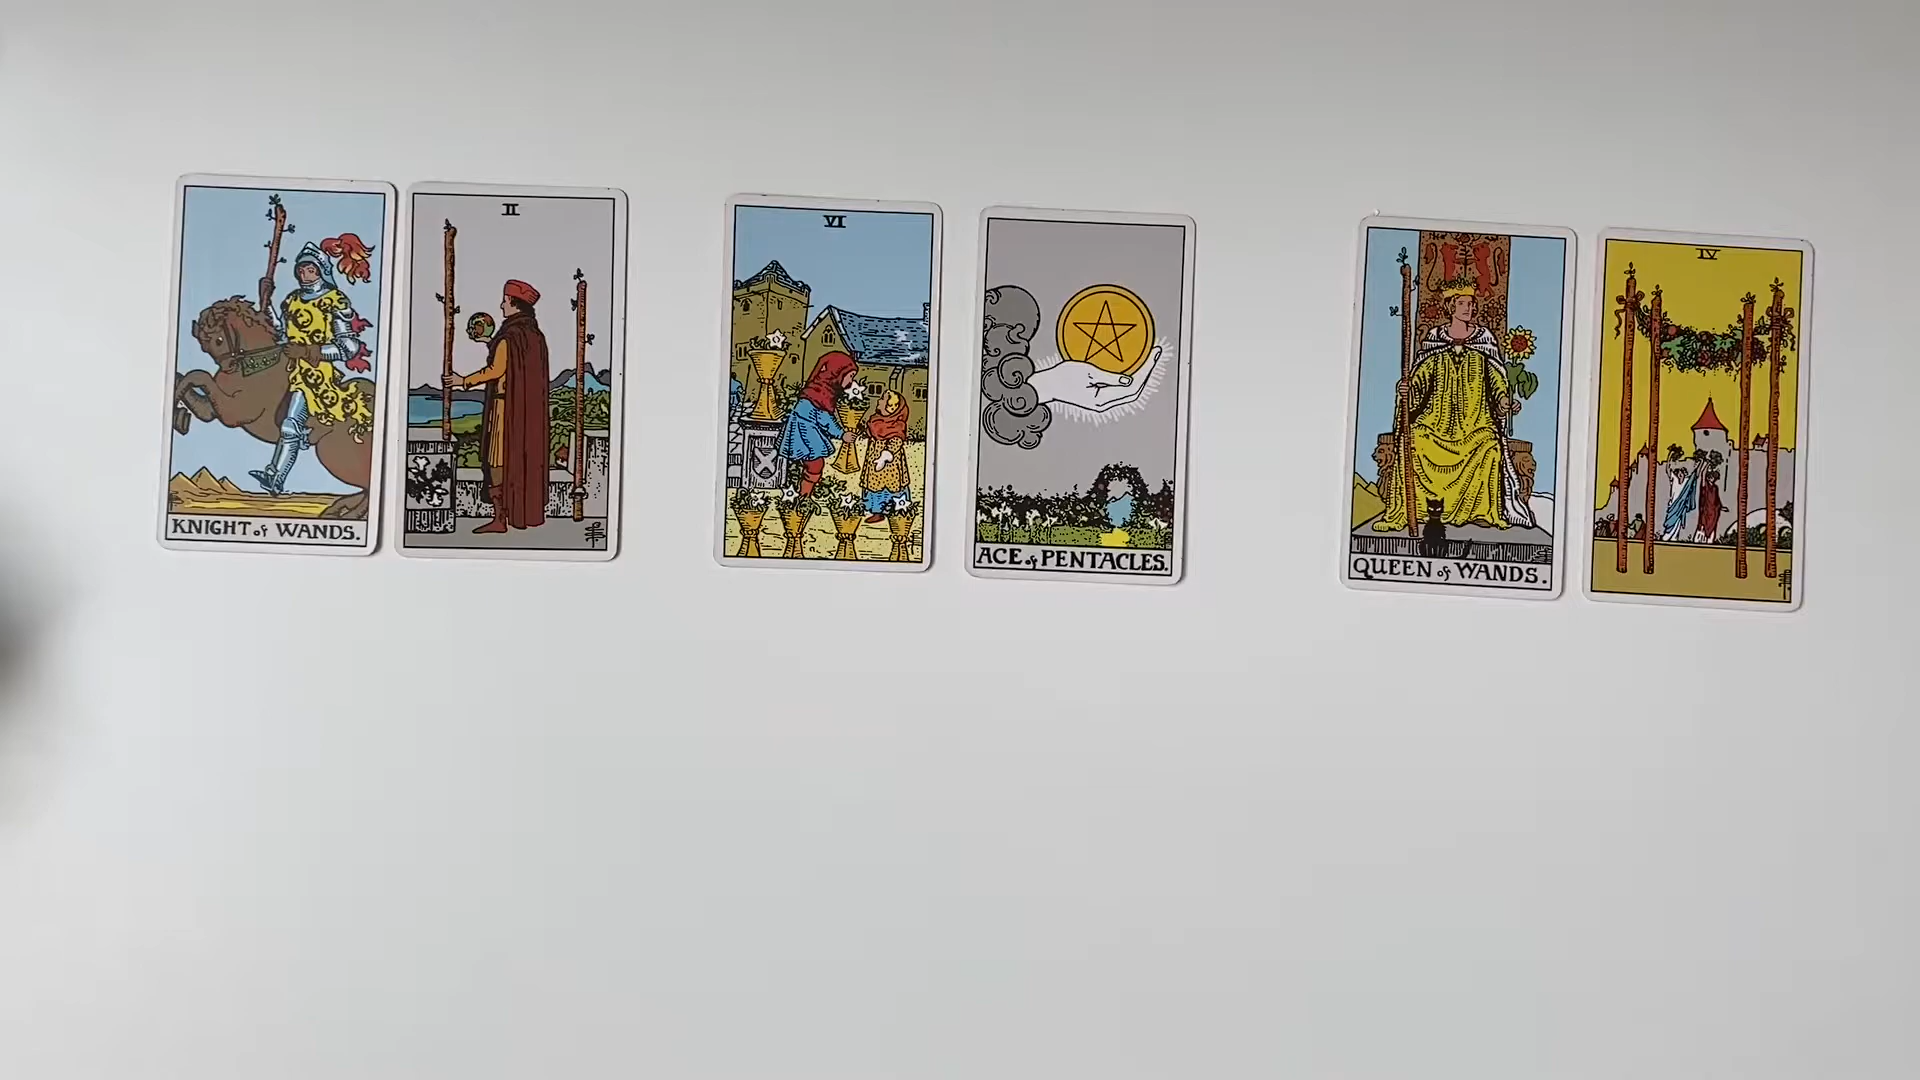 KNIGHT of WANDS.
II
VI
ACE of PENTACLES.
QUEEN of WANDS.
IV